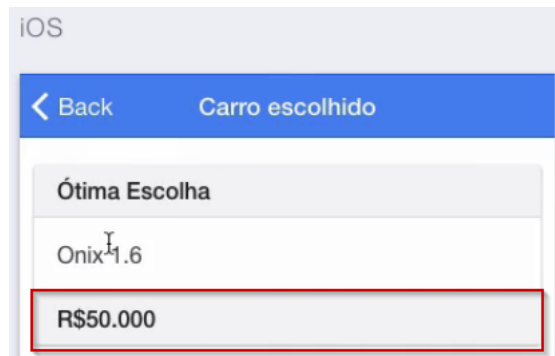 iOS
Back Carro escolhido
Ótima Escolha
Onix 1.6
R$50.000